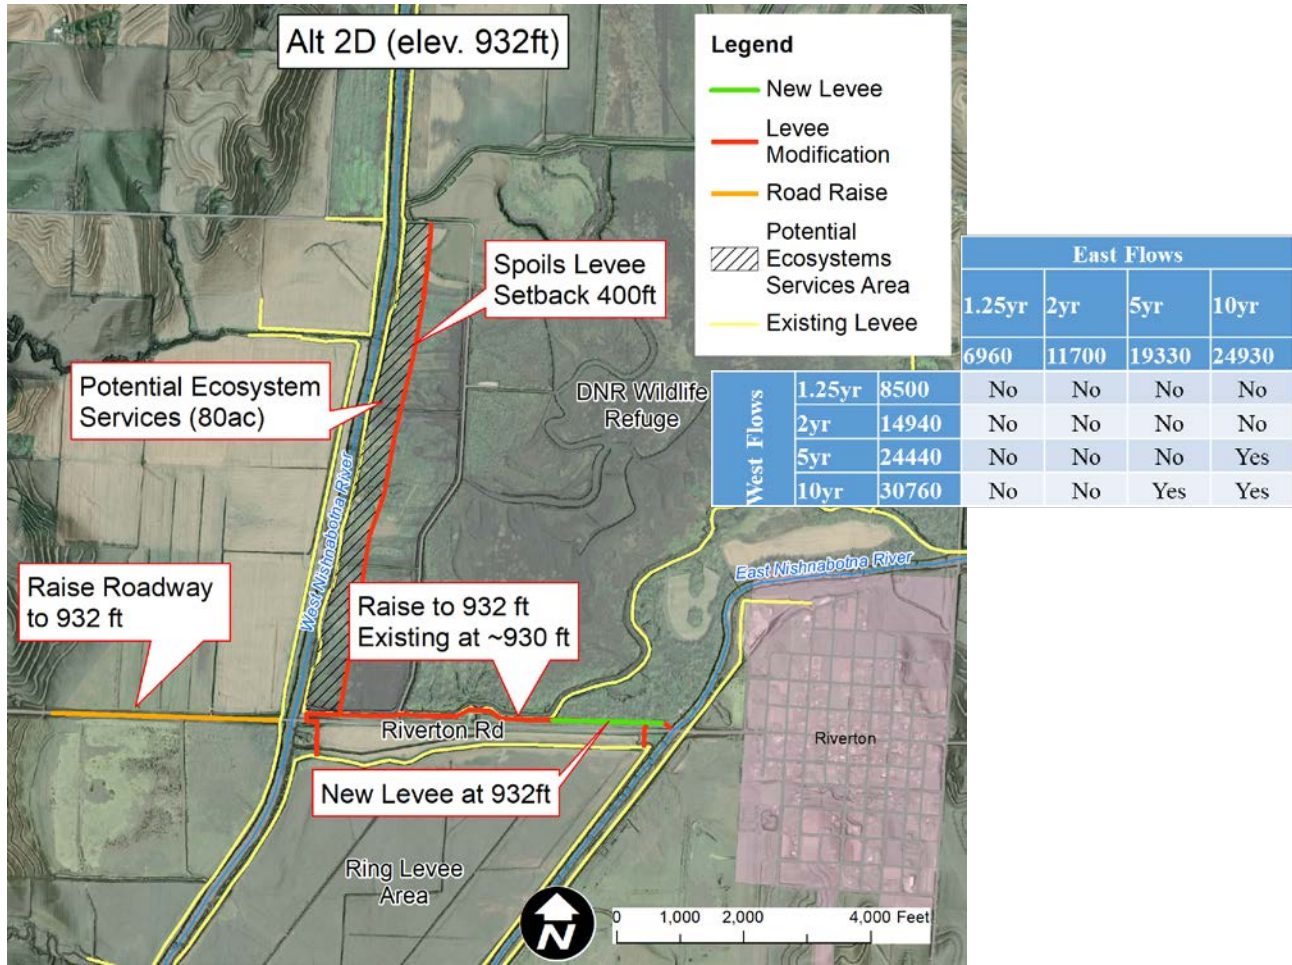 Alt 2D (elev. 932ft)
Legend
New Levee
Levee
Modification
Road Raise
Potential
Ecosystems
Services Area
Existing Levee
Spoils Levee
Setback 400ft
Potential Ecosystem
Services (80ac)
DNR Wildlife
Refuge
West Nishnabotna River
East Nishnabotna River
Raise Roadway
to 932 ft
Raise to 932 ft
Existing at ~930 ft
Riverton Rd
Riverton
New Levee at 932ft
Ring Levee
Area
N
0 1,000 2,000 4,000 Feet
East Flows
1.25yr 2yr 5yr 10yr
6960 11700 19330 24930
West Flows
1.25yr 8500 No No No No
2yr 14940 No No No No
5yr 24440 No No No Yes
10yr 30760 No No Yes Yes